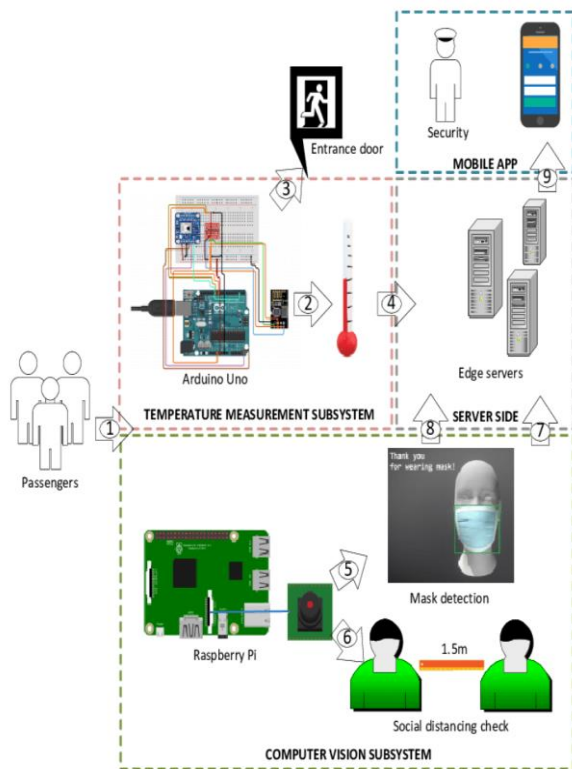 Security
MOBILE APP
9
Entrance door
3
2
4
Arduino Uno
Edge servers
TEMPERATURE MEASUREMENT SUBSYSTEM
SERVER SIDE
1
8
7
Passengers
Thank you
for wearing mask!
5
Mask detection
6
Raspberry Pi
1.5m
Social distancing check
COMPUTER VISION SUBSYSTEM